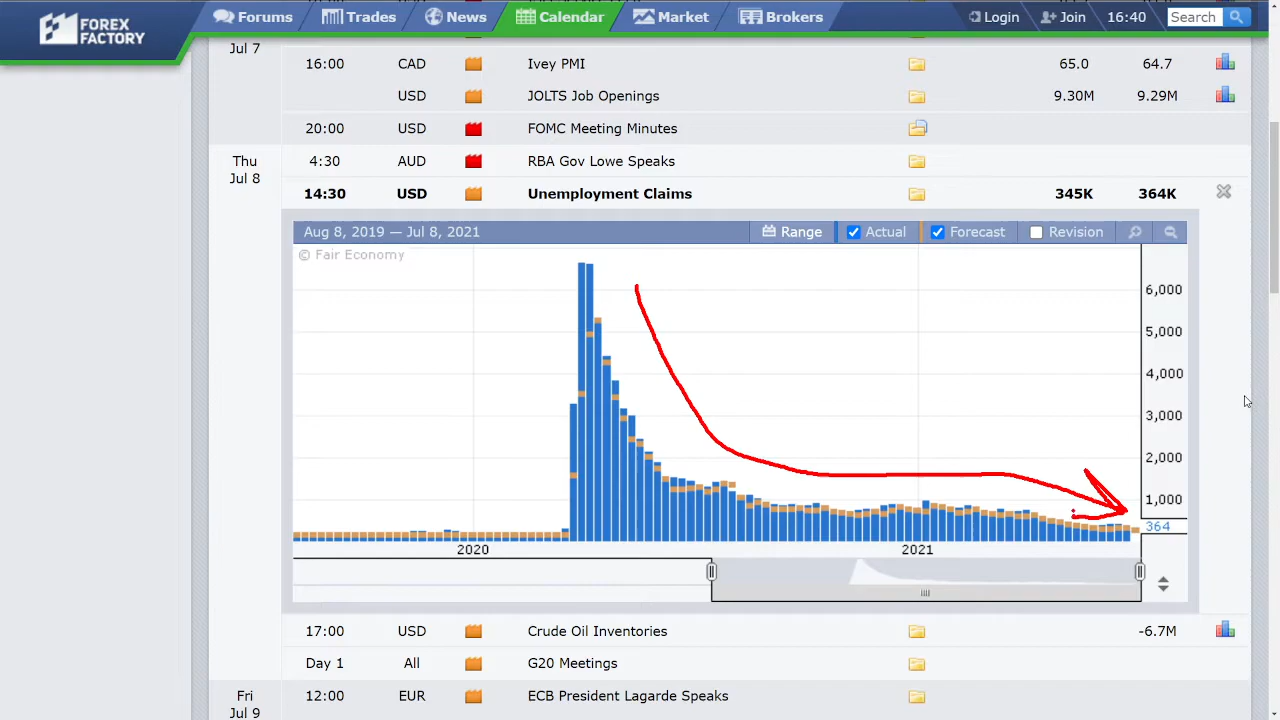 FOREX FACTORY
Forums Trades News Calendar Market Brokers Login Join 16:40 Search
Jul 7
16:00 CAD Ivey PMI 65.0 64.7
USD JOLTS Job Openings 9.30M 9.29M
20:00 USD FOMC Meeting Minutes
Thu Jul 8
4:30 AUD RBA Gov Lowe Speaks
14:30 USD Unemployment Claims 345K 364K
Aug 8, 2019 — Jul 8, 2021 Range Actual Forecast Revision
© Fair Economy
6,000
5,000
4,000
3,000
2,000
1,000
364
2020 2021
17:00 USD Crude Oil Inventories -6.7M
Day 1 All G20 Meetings
Fri Jul 9
12:00 EUR ECB President Lagarde Speaks